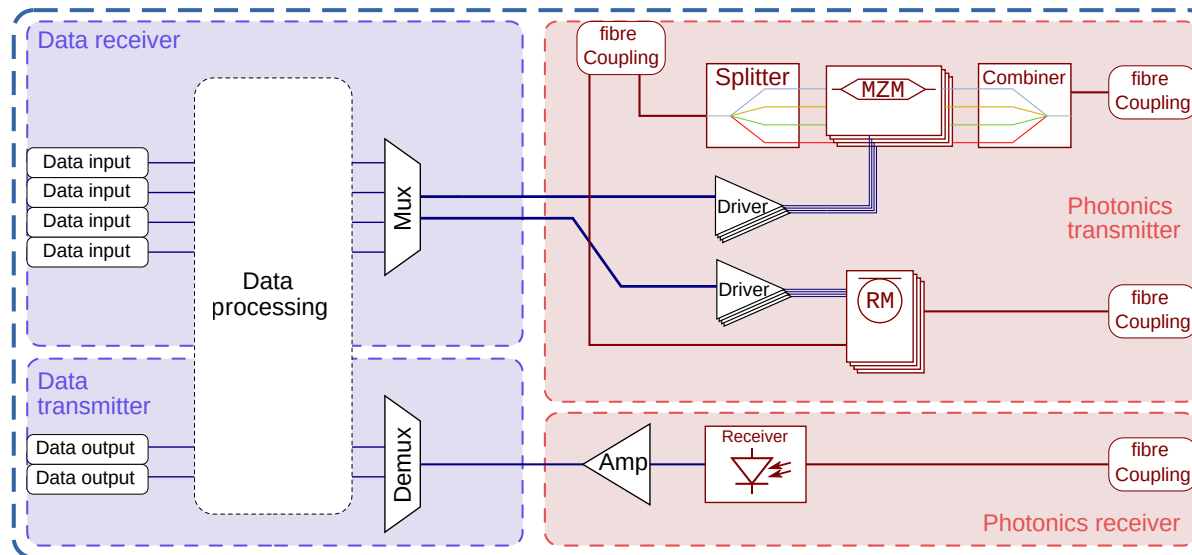 Data receiver
Data input
Data input
Data input
Data input
Data
processing
Mux
Data
transmitter
Data output
Data output
Demux
fibre
Coupling
Splitter
MZM
Combiner
fibre
Coupling
Driver
Photonics
transmitter
Driver
RM
fibre
Coupling
Amp
Receiver
fibre
Coupling
Photonics receiver